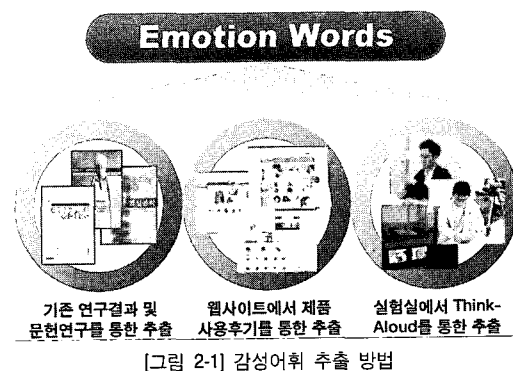 Emotion Words
기존 연구결과 및
문헌연구를 통한 추출
웹사이트에서 제품
사용후기를 통한 추출
실험실에서 Think-
Aloud를 통한 추출
[그림 2-1] 감성어휘 추출 방법